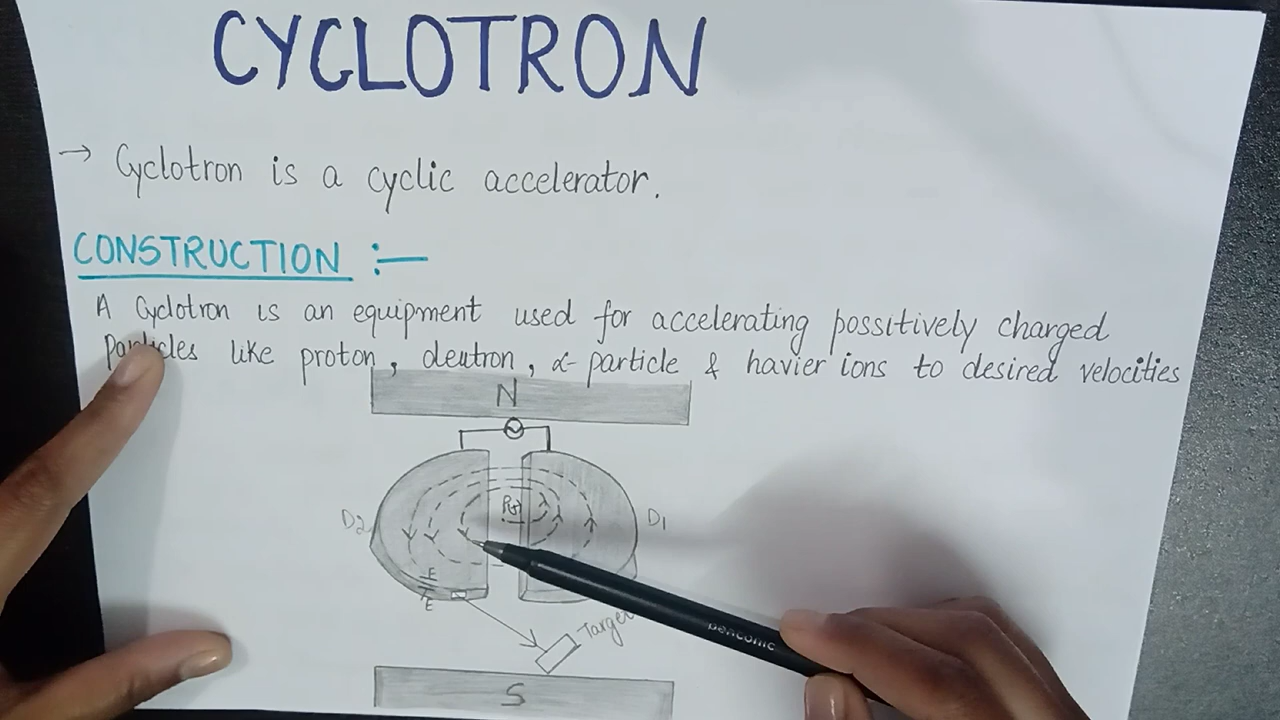 CYCLOTRON
→ Cyclotron is a cyclic accelerator.
CONSTRUCTION :—
A Cyclotron is an equipment used for accelerating possitively charged
Particles like proton, deutron, α- particle & havier ions to desired velocities
N
D2
D1
E
E
Target
penconic
S